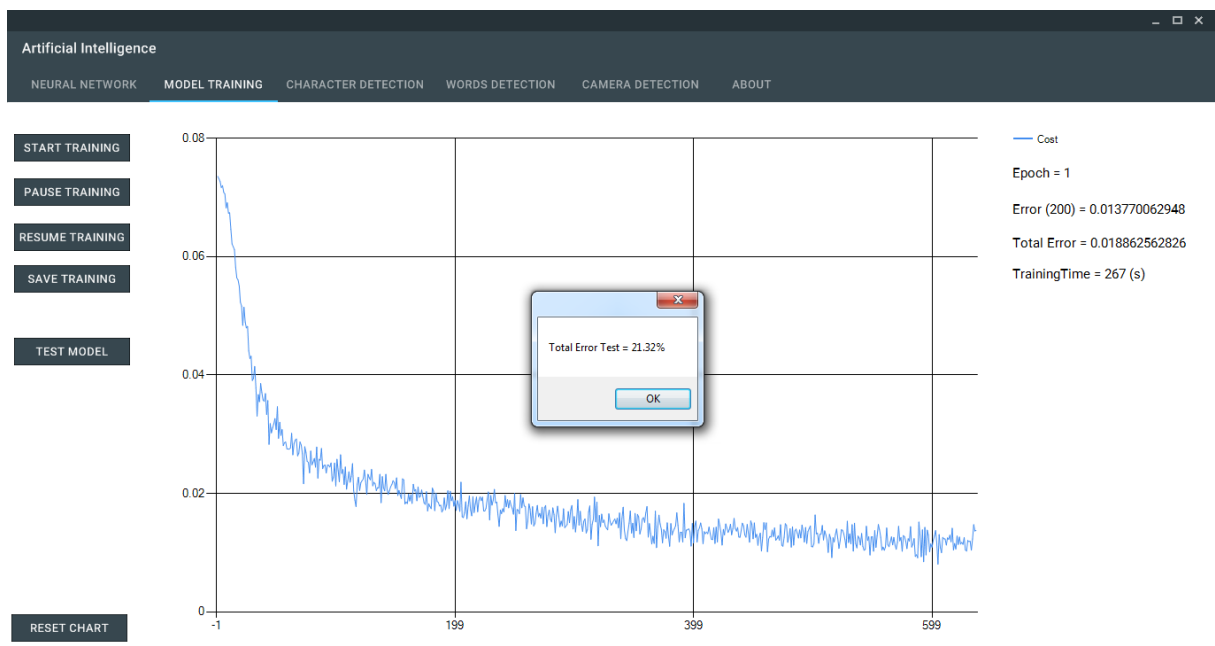 Artificial Intelligence
NEURAL NETWORK MODEL TRAINING CHARACTER DETECTION WORDS DETECTION CAMERA DETECTION ABOUT
START TRAINING
PAUSE TRAINING
RESUME TRAINING
SAVE TRAINING
TEST MODEL
RESET CHART
0.08
0.06
0.04
0.02
0
-1 199 399 599
Total Error Test = 21.32%
OK
Cost
Epoch = 1
Error (200) = 0.013770062948
Total Error = 0.018862562826
TrainingTime = 267 (s)